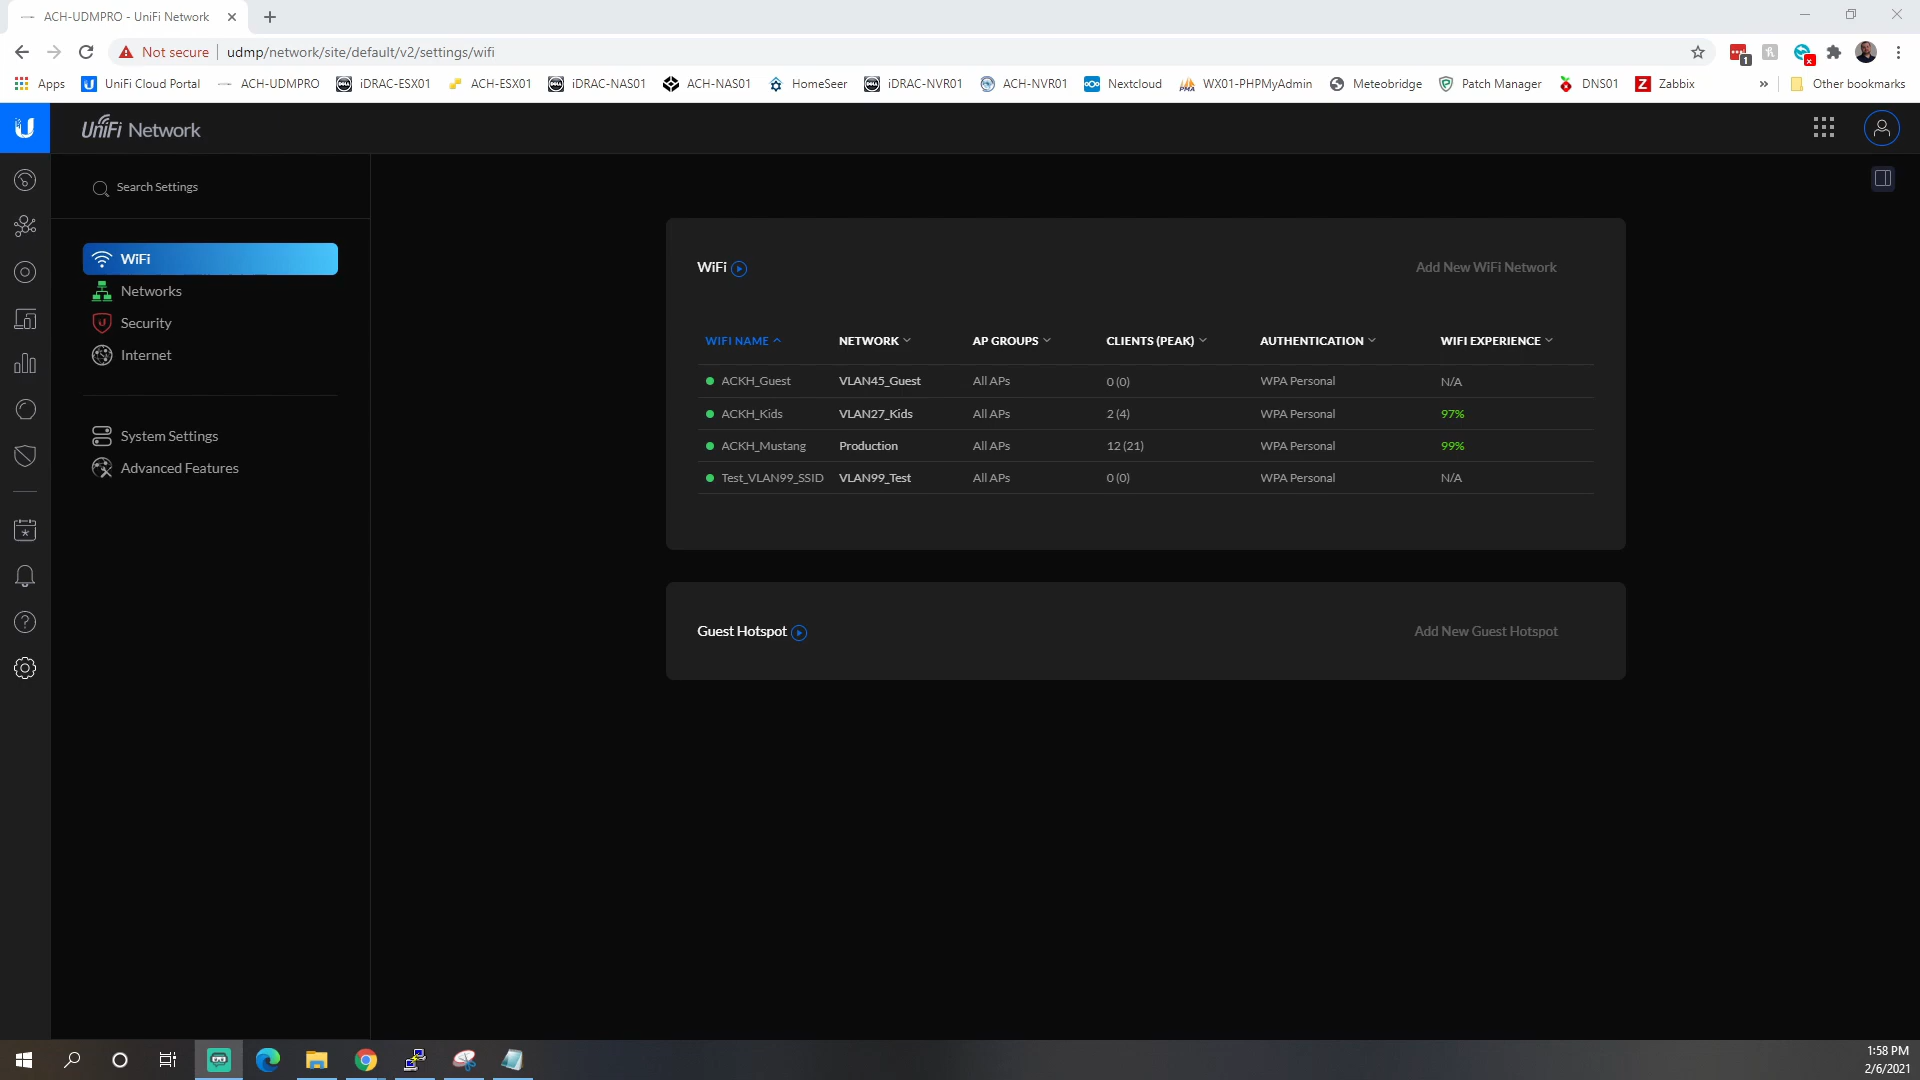 ACH-UDMPRO - UniFi Network
Not secure
udmp/network/site/default/v2/settings/wifi
1
Apps
UniFi Cloud Portal
ACH-UDMPRO
iDRAC-ESX01
ACH-ESX01
iDRAC-NAS01
ACH-NAS01
HomeSeer
iDRAC-NVR01
ACH-NVR01
Nextcloud
WX01-PHPMyAdmin
Meteobridge
Patch Manager
DNS01
Zabbix
»
Other bookmarks
UniFi Network
Search Settings
WiFi
Networks
Security
Internet
System Settings
Advanced Features
WiFi
Add New WiFi Network
WIFI NAME NETWORK AP GROUPS CLIENTS (PEAK) AUTHENTICATION WIFI EXPERIENCE
ACKH_Guest VLAN45_Guest All APs 0 (0) WPA Personal N/A
ACKH_Kids VLAN27_Kids All APs 2 (4) WPA Personal 97%
ACKH_Mustang Production All APs 12 (21) WPA Personal 99%
Test_VLAN99_SSID VLAN99_Test All APs 0 (0) WPA Personal N/A
Guest Hotspot
Add New Guest Hotspot
1:58 PM
2/6/2021